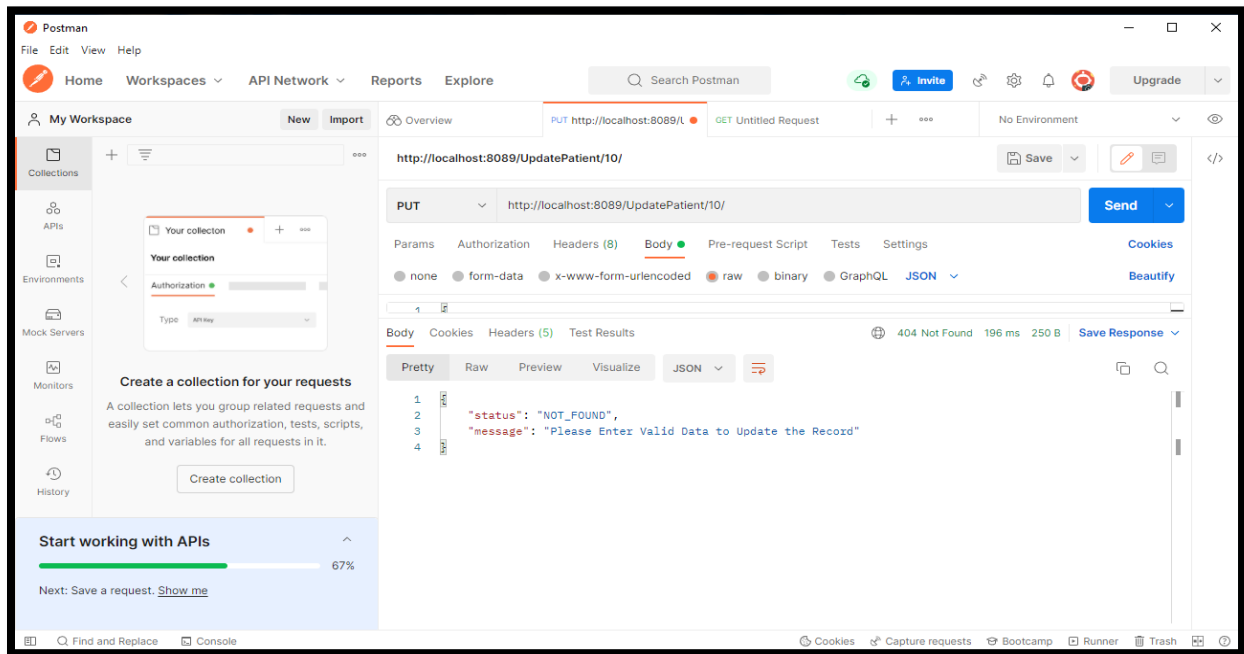 Postman
File Edit View Help
Home Workspaces API Network Reports Explore Search Postman Invite Upgrade
My Workspace New Import Overview PUT http://localhost:8089/U GET Untitled Request No Environment
Collections
http://localhost:8089/UpdatePatient/10/ Save
APIs
PUT http://localhost:8089/UpdatePatient/10/ Send
Your collecton
Your collection
Authorization
Type API Key
Params Authorization Headers (8) Body Pre-request Script Tests Settings Cookies
Environments
none form-data x-www-form-urlencoded raw binary GraphQL JSON Beautify
1 {
Mock Servers
Body Cookies Headers (5) Test Results 404 Not Found 196 ms 250 B Save Response
Monitors
Pretty Raw Preview Visualize JSON
Create a collection for your requests
A collection lets you group related requests and
easily set common authorization, tests, scripts,
and variables for all requests in it.
Create collection
1 {
2 "status": "NOT_FOUND",
3 "message": "Please Enter Valid Data to Update the Record"
4 }
Flows
History
Start working with APIs
67%
Next: Save a request. Show me
Find and Replace Console Cookies Capture requests Bootcamp Runner Trash